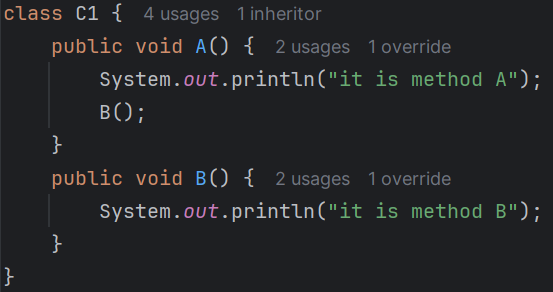 class C1 {  4 usages  1 inheritor
    public void A() {  2 usages  1 override
        System.out.println("it is method A");
        B();
    }
    public void B() {  2 usages  1 override
        System.out.println("it is method B");
    }
}